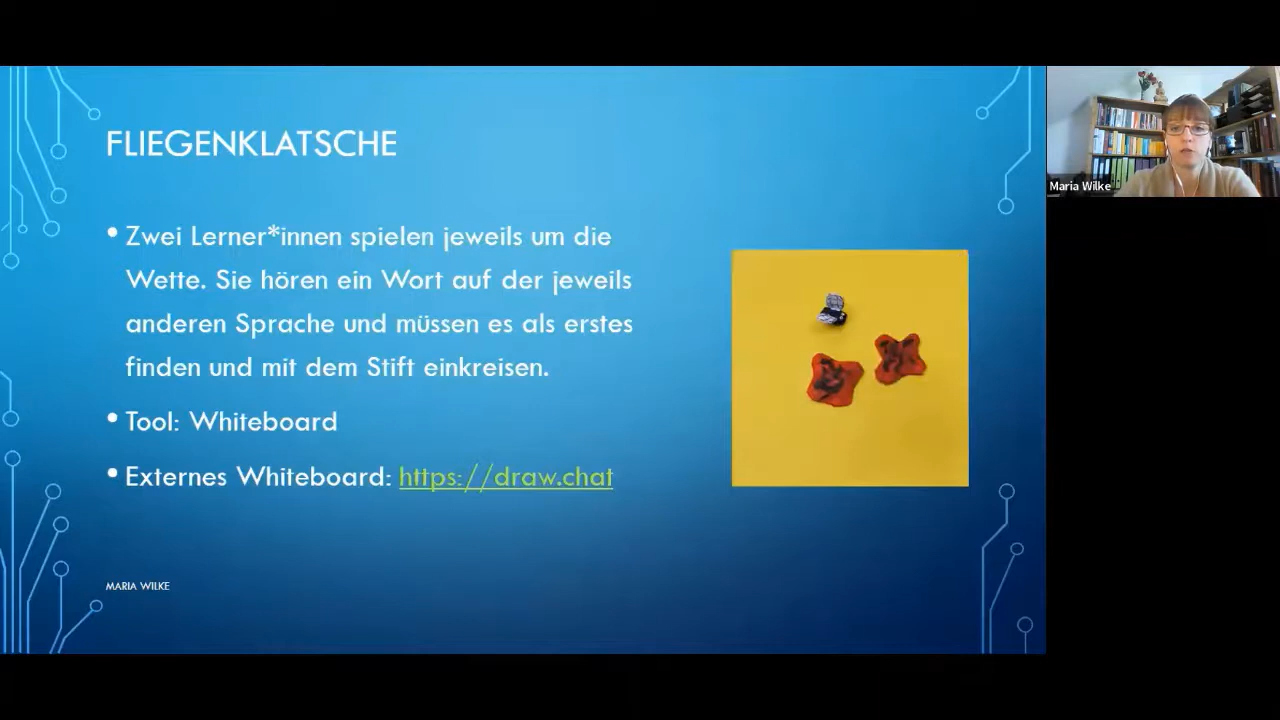 FLIEGENKLATSCHE
• Zwei Lerner*innen spielen jeweils um die
Wette. Sie hören ein Wort auf der jeweils
anderen Sprache und müssen es als erstes
finden und mit dem Stift einkreisen.
• Tool: Whiteboard
• Externes Whiteboard: https://draw.chat
MARIA WILKE
Maria Wilke